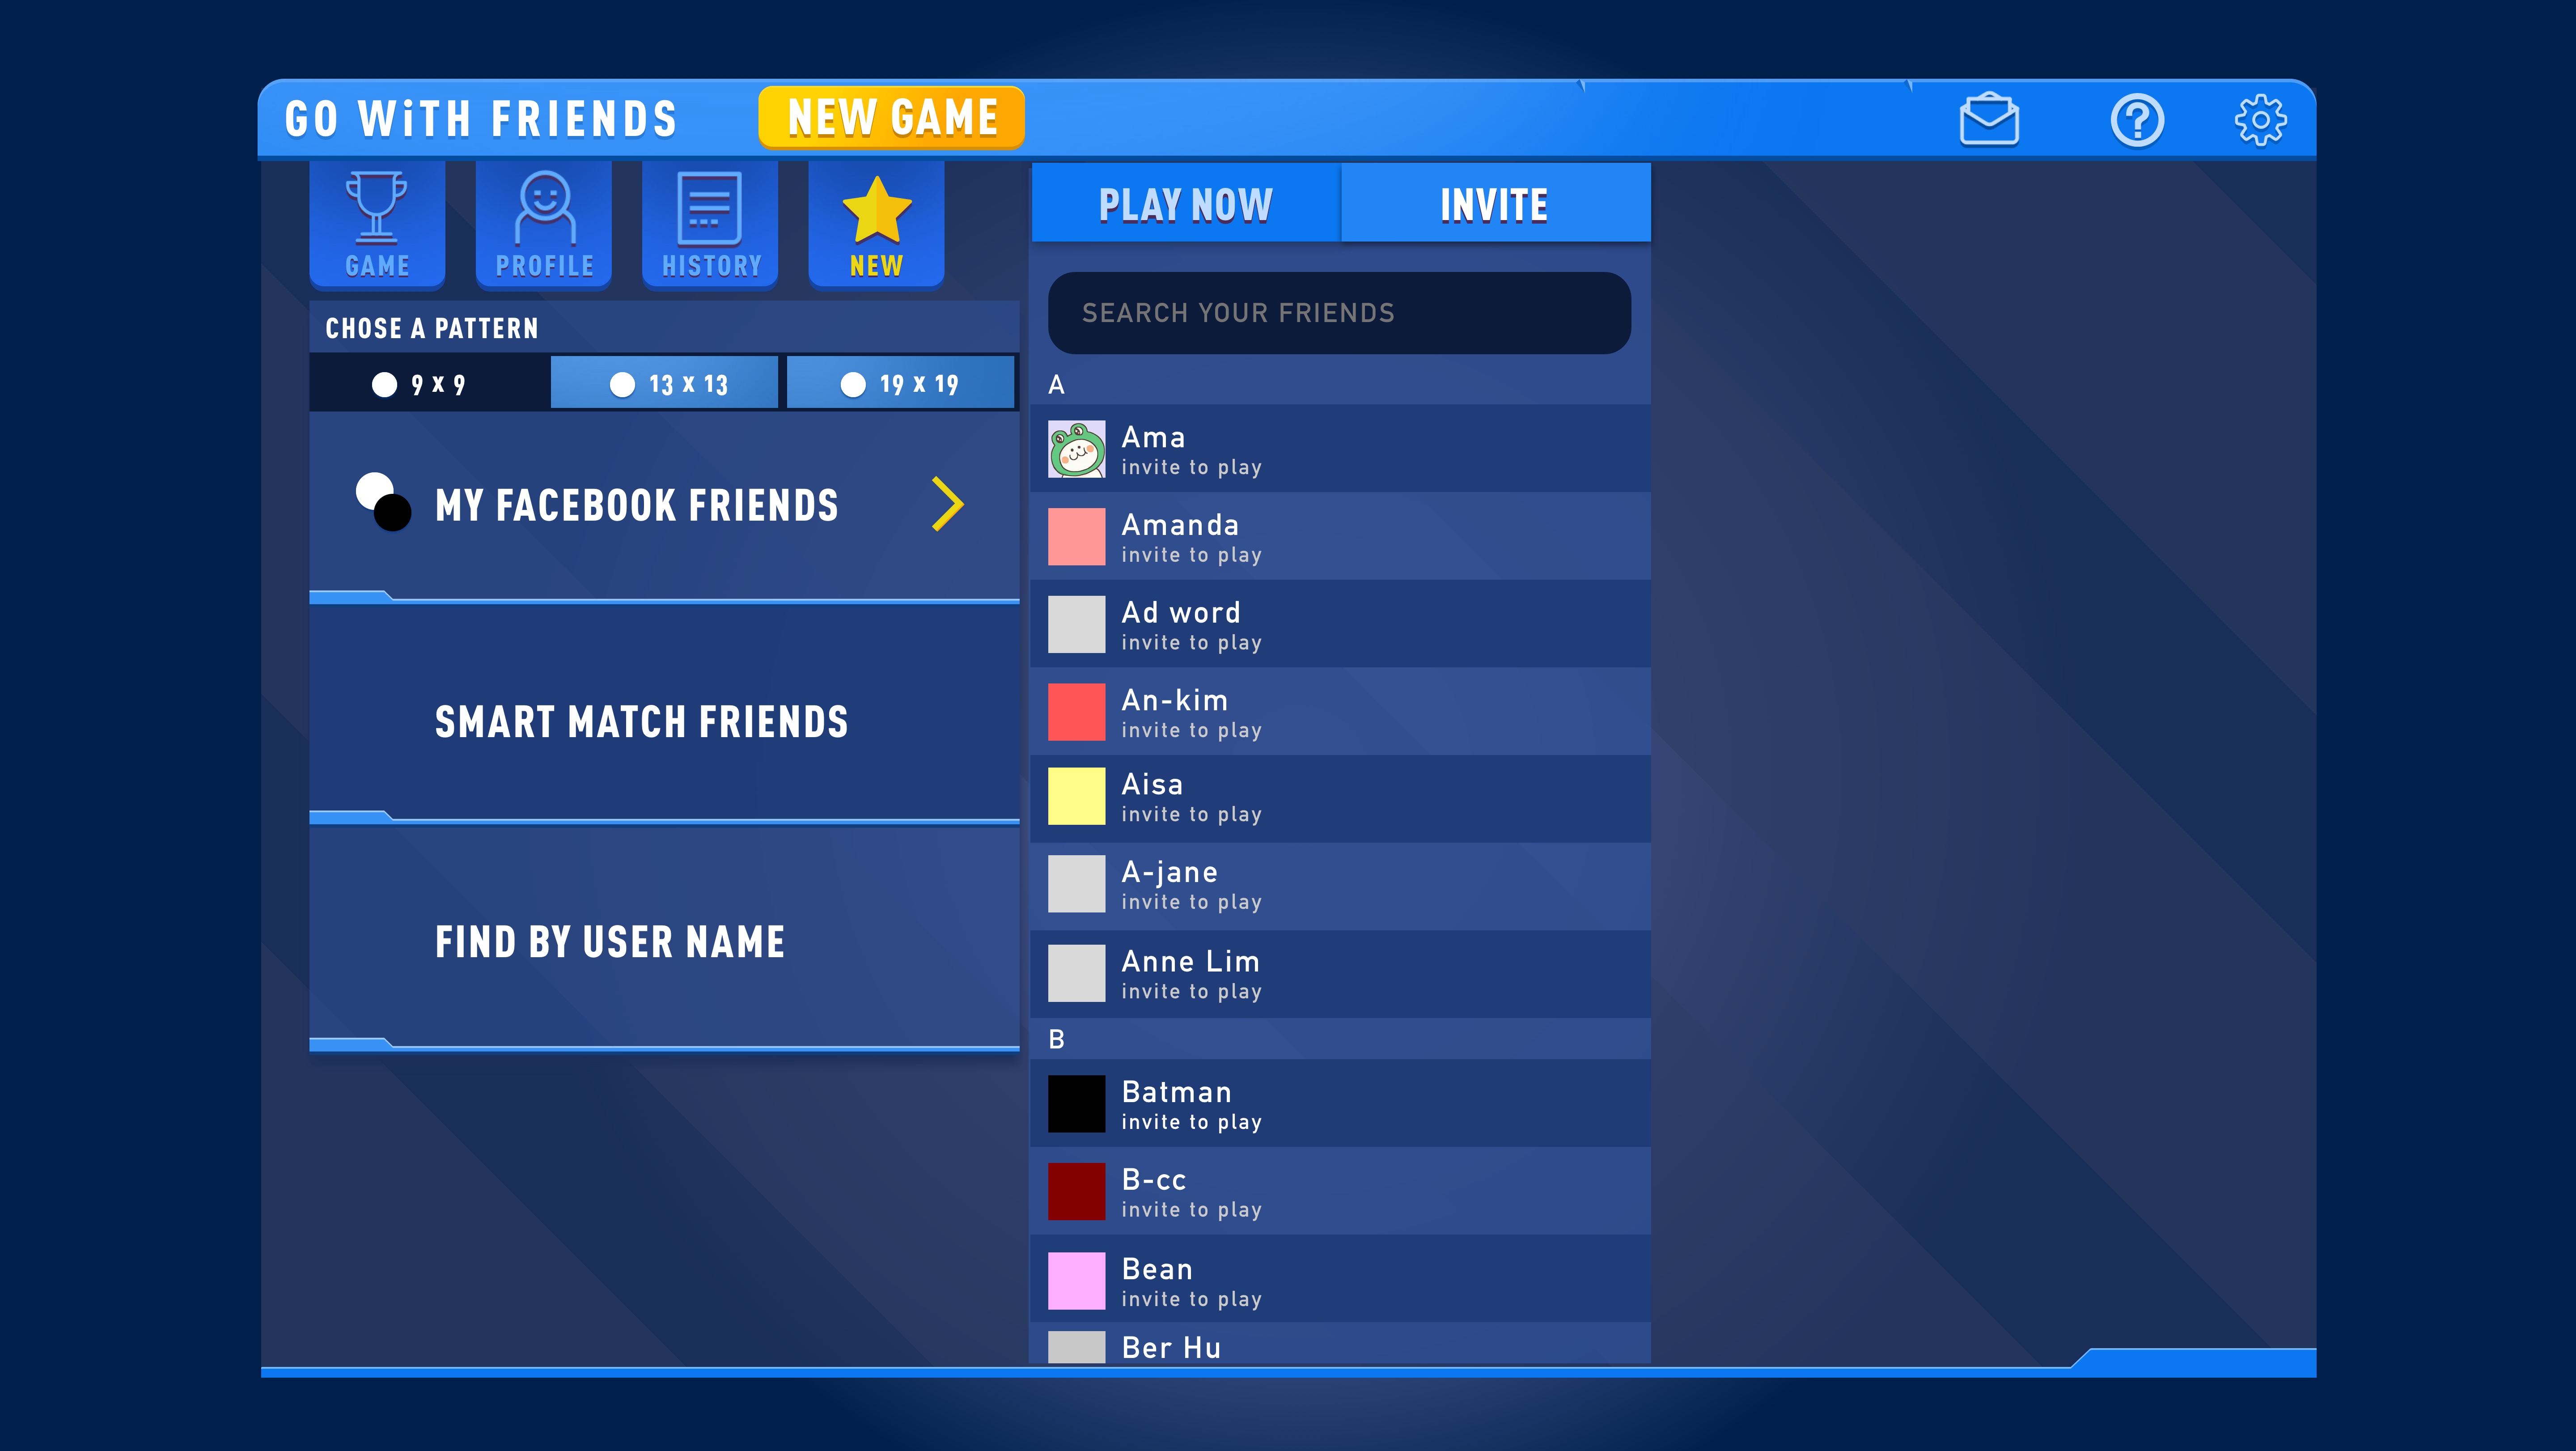 GO WiTH FRIENDS
NEW GAME
GAME
PROFILE
HISTORY
NEW
CHOSE A PATTERN
9 X 9
13 X 13
19 X 19
MY FACEBOOK FRIENDS
SMART MATCH FRIENDS
FIND BY USER NAME
PLAY NOW
INVITE
SEARCH YOUR FRIENDS
A
Ama
invite to play
Amanda
invite to play
Ad word
invite to play
An-kim
invite to play
Aisa
invite to play
A-jane
invite to play
Anne Lim
invite to play
B
Batman
invite to play
B-cc
invite to play
Bean
invite to play
Ber Hu